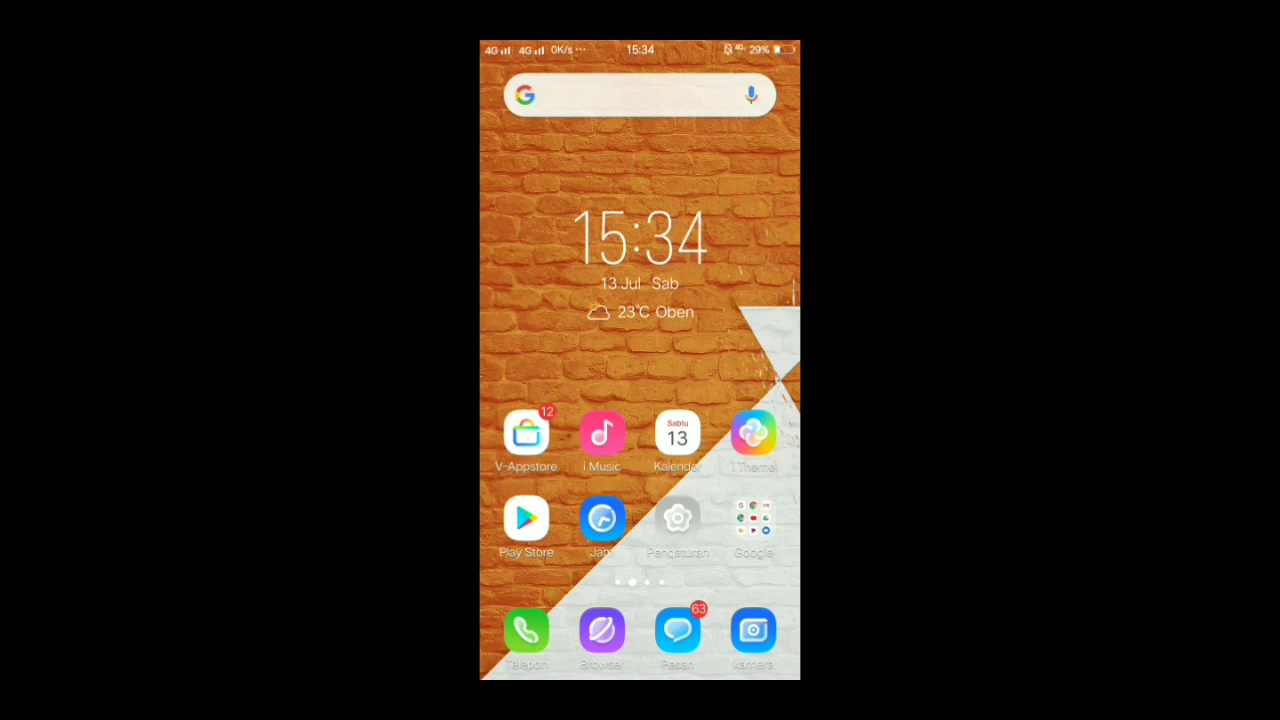 4G 4G 0K/s ··· 15:34 4G 29%
15:34
13 Jul Sab
23°C Oben
12
Sabtu
13
V-Appstore i Music Kalender i Theme
Play Store Jam Pengaturan Google
63
Telepon Browser Pesan kamera